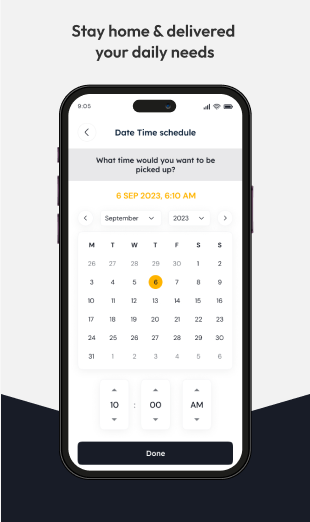 Stay home & delivered
your daily needs
9:05
Date Time schedule
What time would you want to be
picked up?
6 SEP 2023, 6:10 AM
September 2023
M T W T F S S
26 27 28 29 30 1 2
3 4 5 6 7 8 9
10 11 12 13 14 15 16
17 18 19 20 21 22 23
24 25 26 27 28 29 30
31 1 2 3 4 5 6
10 : 00 AM
Done